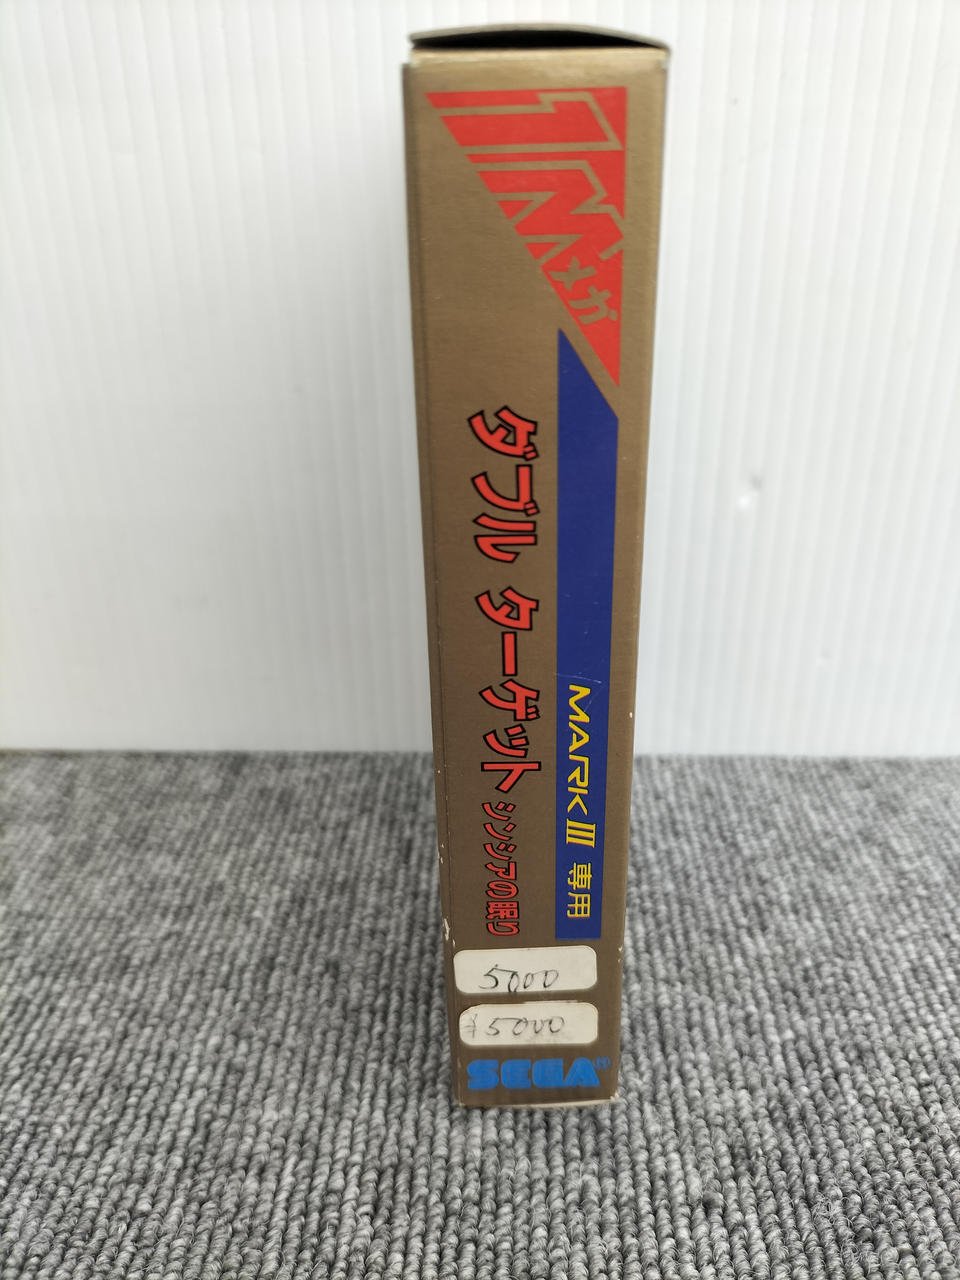 1M
メガ
MARK III 専用
ダブル ターゲット シンシアの眠り
5000
¥5000
SEGA®